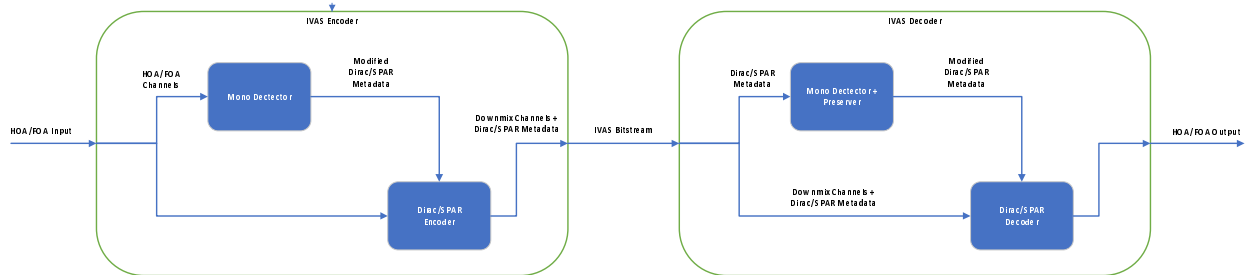 IVAS Encoder
HOA/FOA
Channels
Mono Dectector
Modified
Dirac/SPAR
Metadata
HOA/FOA Input
Dirac/SPAR
Encoder
Downmix Channels +
Dirac/SPAR Metadata
IVAS Bitstream
IVAS Decoder
Dirac/SPAR
Metadata
Mono Dectector +
Preserver
Modified
Dirac/SPAR
Metadata
Downmix Channels +
Dirac/SPAR Metadata
Dirac/SPAR
Decoder
HOA/FOA Output